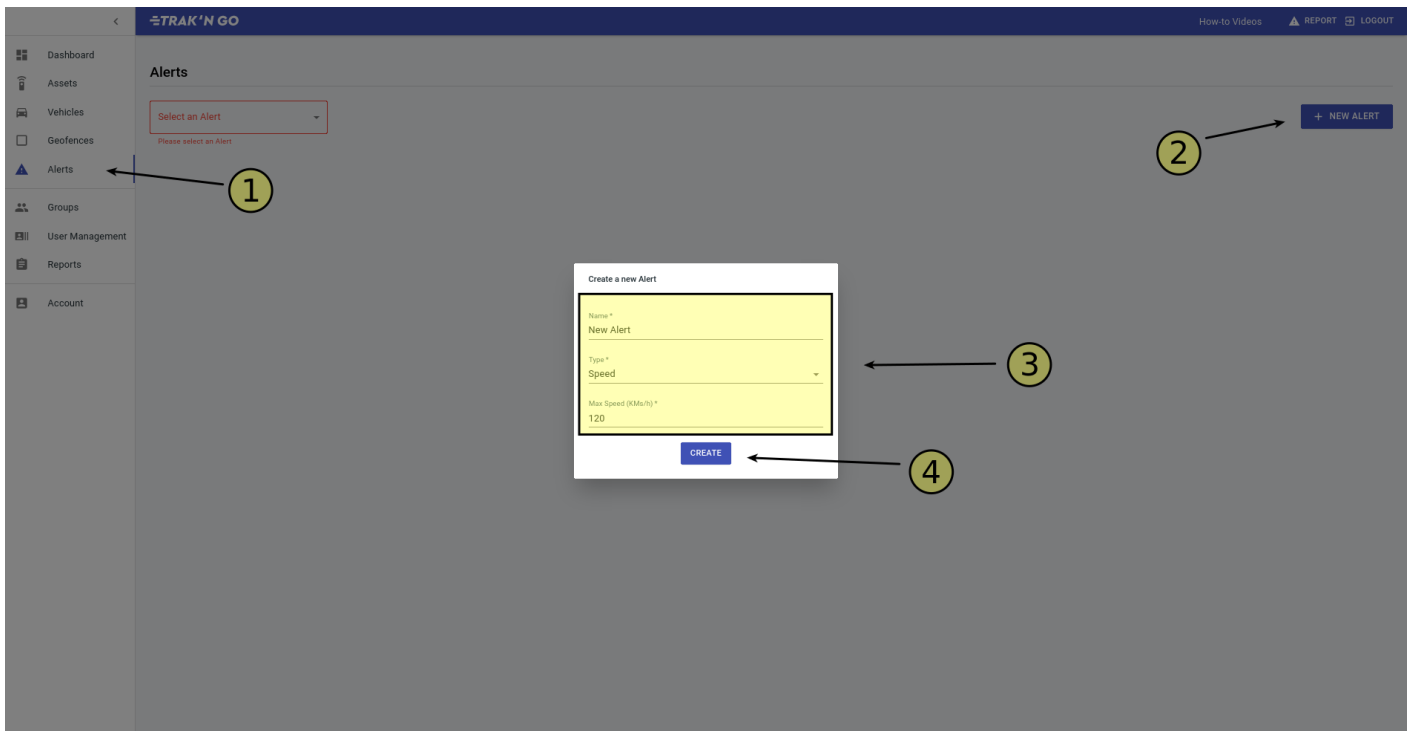 TRAK'N GO
How-to Videos
REPORT
LOGOUT
Dashboard
Assets
Vehicles
Geofences
Alerts
Groups
User Management
Reports
Account
Alerts
Select an Alert
Please select an Alert
+ NEW ALERT
1
2
Create a new Alert
Name *
New Alert
Type *
Speed
Max Speed (KMs/h) *
120
CREATE
3
4